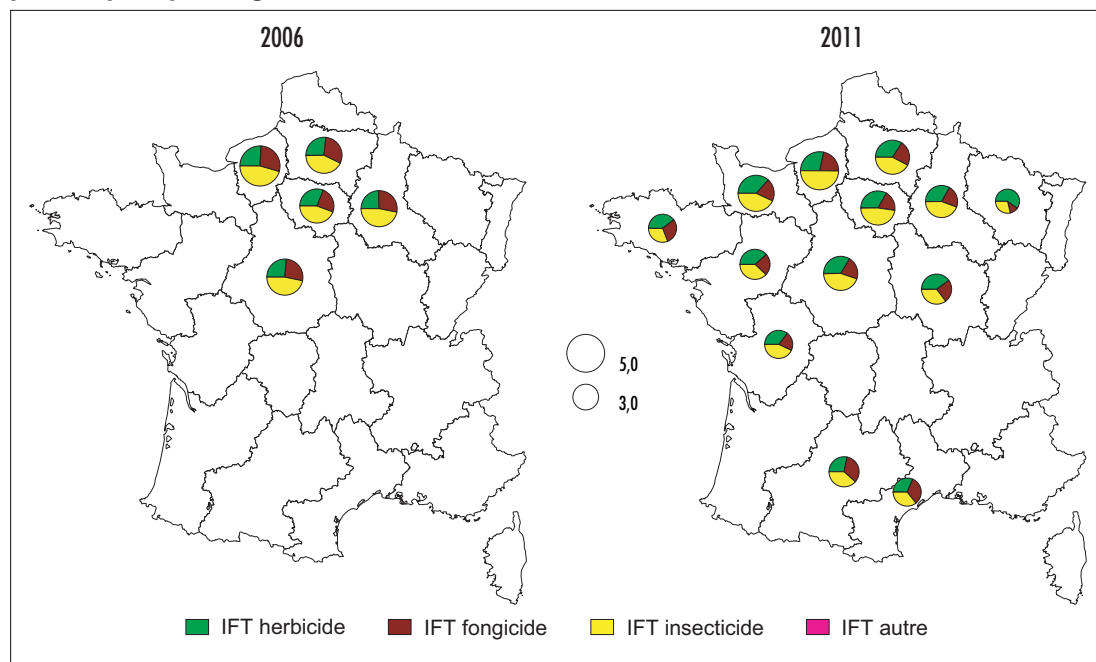 2006
2011
5,0
3,0
IFT herbicide
IFT fongicide
IFT insecticide
IFT autre